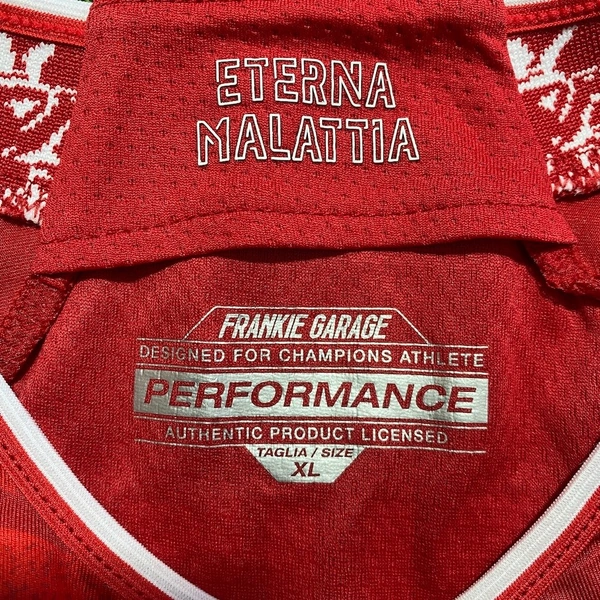 ETERNA
MALATTIA
FRANKIE GARAGE
DESIGNED FOR CHAMPIONS ATHLETE
PERFORMANCE
AUTHENTIC PRODUCT LICENSED
TAGLIA / SIZE
XL